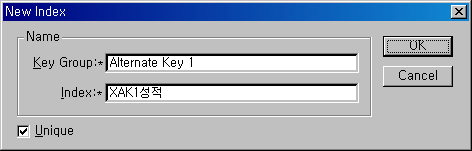 New Index
Name
Key Group:* Alternate Key 1
Index:* XAK1성적
Unique
OK
Cancel